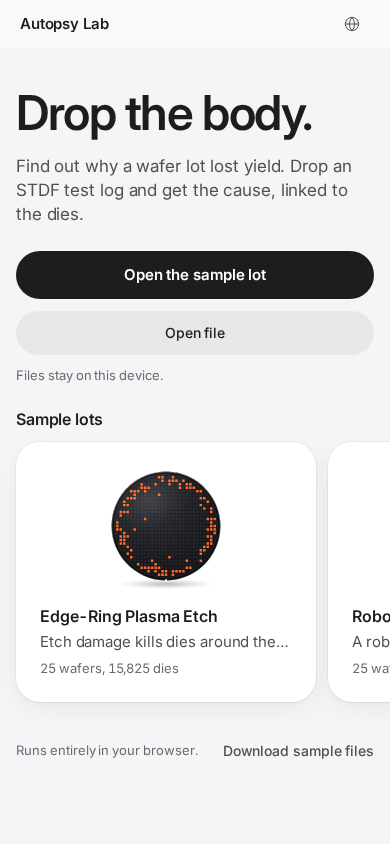 Autopsy Lab
Drop the body.
Find out why a wafer lot lost yield. Drop an
STDF test log and get the cause, linked to
the dies.
Open the sample lot
Open file
Files stay on this device.
Sample lots
Edge-Ring Plasma Etch
Etch damage kills dies around the…
25 wafers, 15,825 dies
Robo
A rob
25 waf
Runs entirely in your browser.
Download sample files